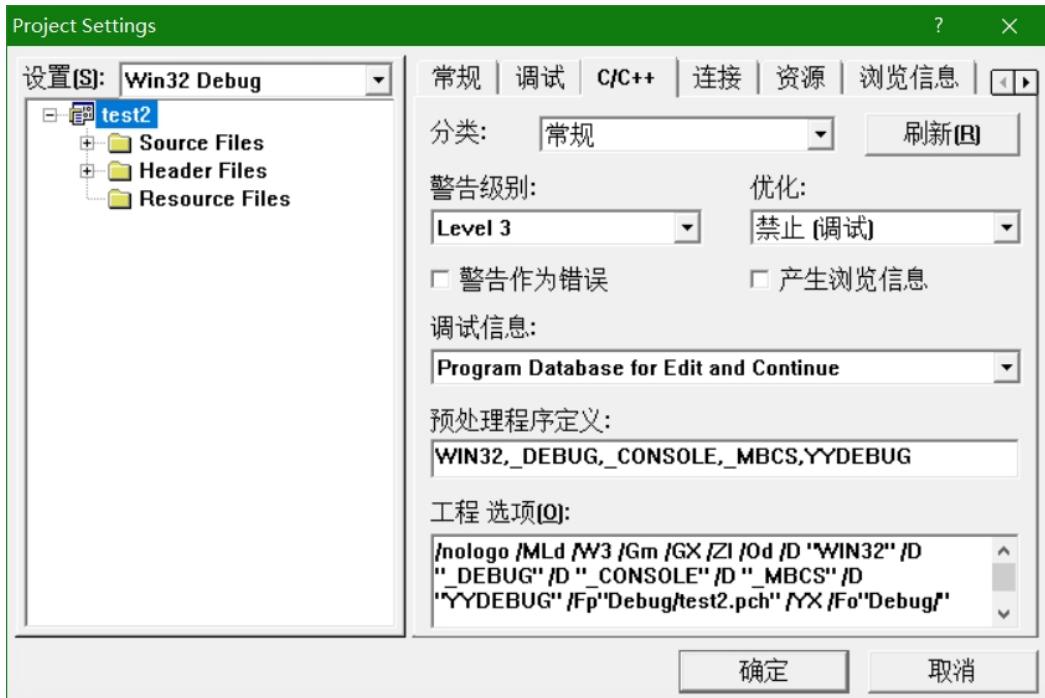 Project Settings
设置(S): Win32 Debug
test2
Source Files
Header Files
Resource Files
常规 调试 C/C++ 连接 资源 浏览信息
分类: 常规 刷新(R)
警告级别: 优化:
Level 3 禁止 (调试)
警告作为错误 产生浏览信息
调试信息:
Program Database for Edit and Continue
预处理程序定义:
WIN32,_DEBUG,_CONSOLE,_MBCS,YYDEBUG
工程 选项(O):
/nologo /MLd /W3 /Gm /GX /ZI /Od /D "WIN32" /D
"_DEBUG" /D "_CONSOLE" /D "_MBCS" /D
"YYDEBUG" /Fp"Debug/test2.pch" /YX /Fo"Debug/"
确定 取消